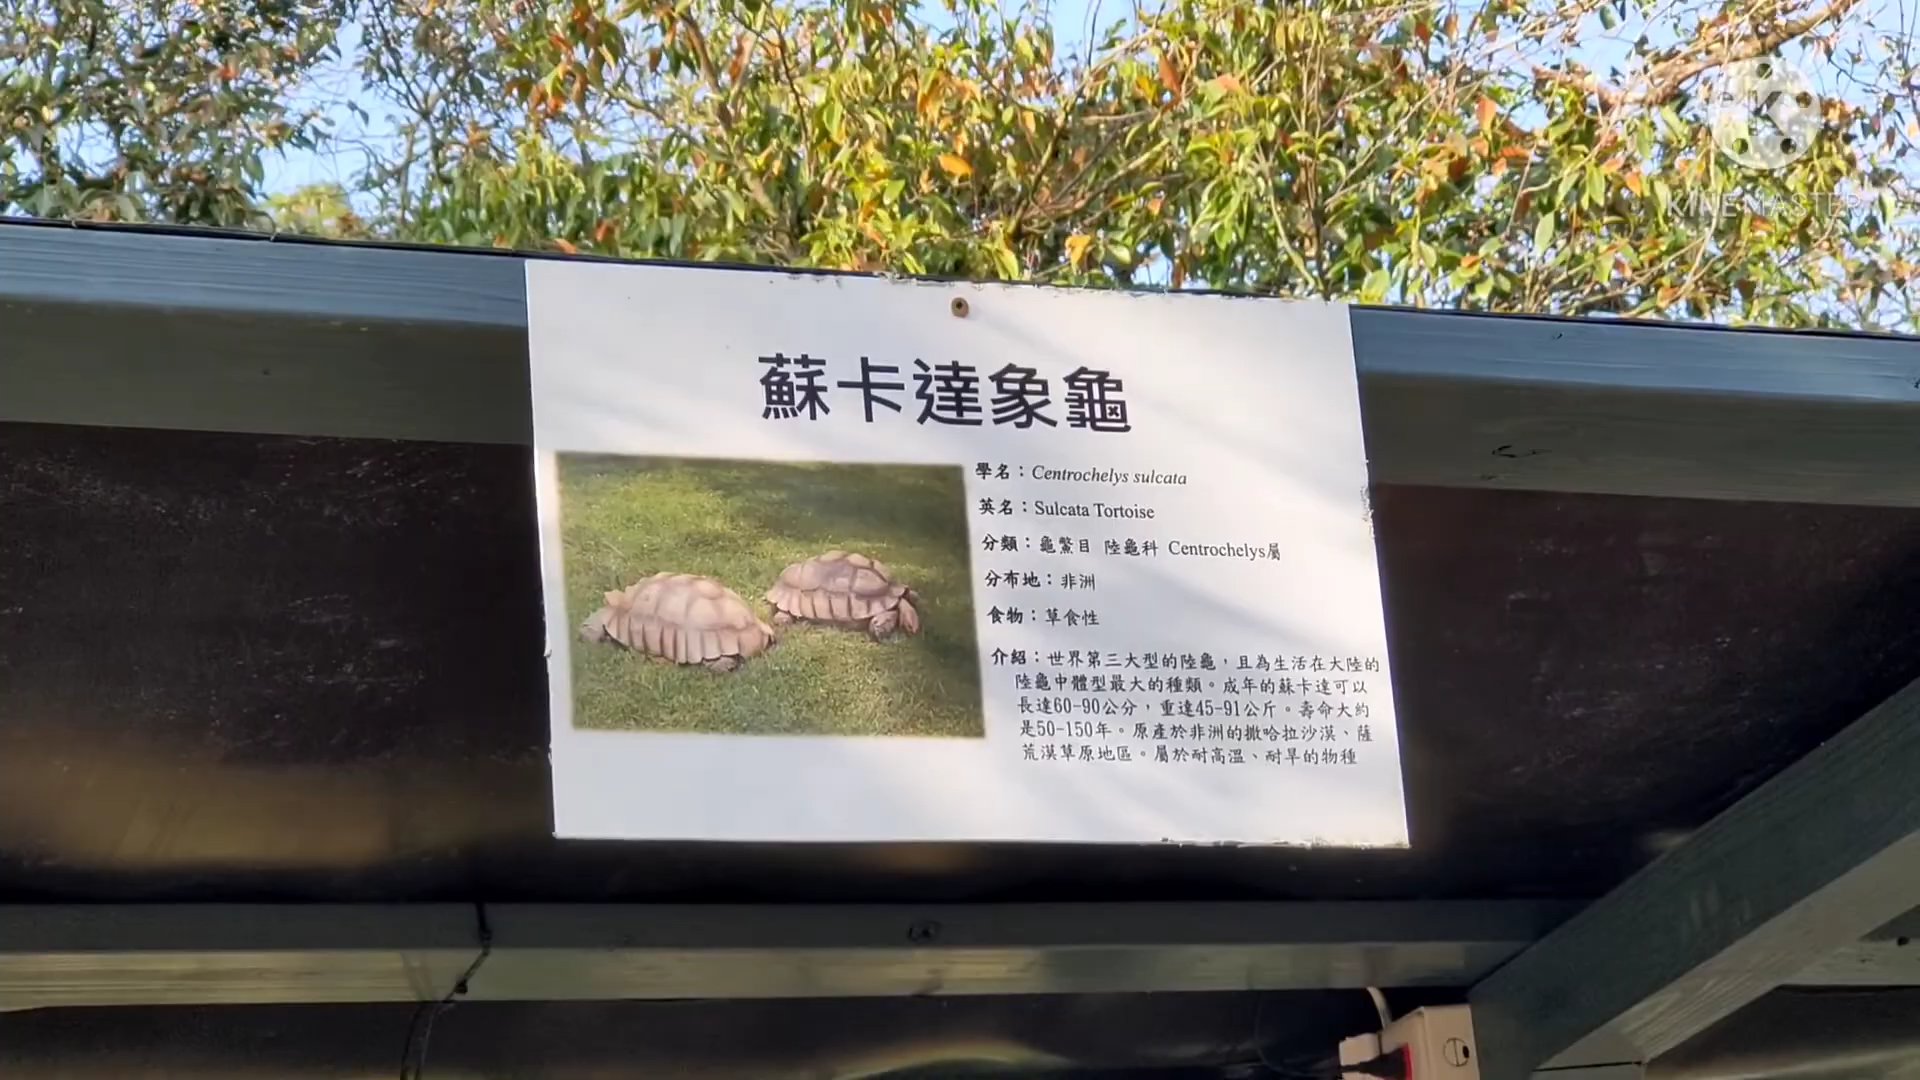 KINEMASTER
蘇卡達象龜
學名：Centrochelys sulcata
英名：Sulcata Tortoise
分類：龜鱉目 陸龜科 Centrochelys屬
分布地：非洲
食物：草食性
介紹：世界第三大型的陸龜，且為生活在大陸的
陸龜中體型最大的種類。成年的蘇卡達可以
長達60-90公分，重達45-91公斤。壽命大約
是50-150年。原產於非洲的撒哈拉沙漠、薩
荒漠草原地區。屬於耐高溫、耐旱的物種